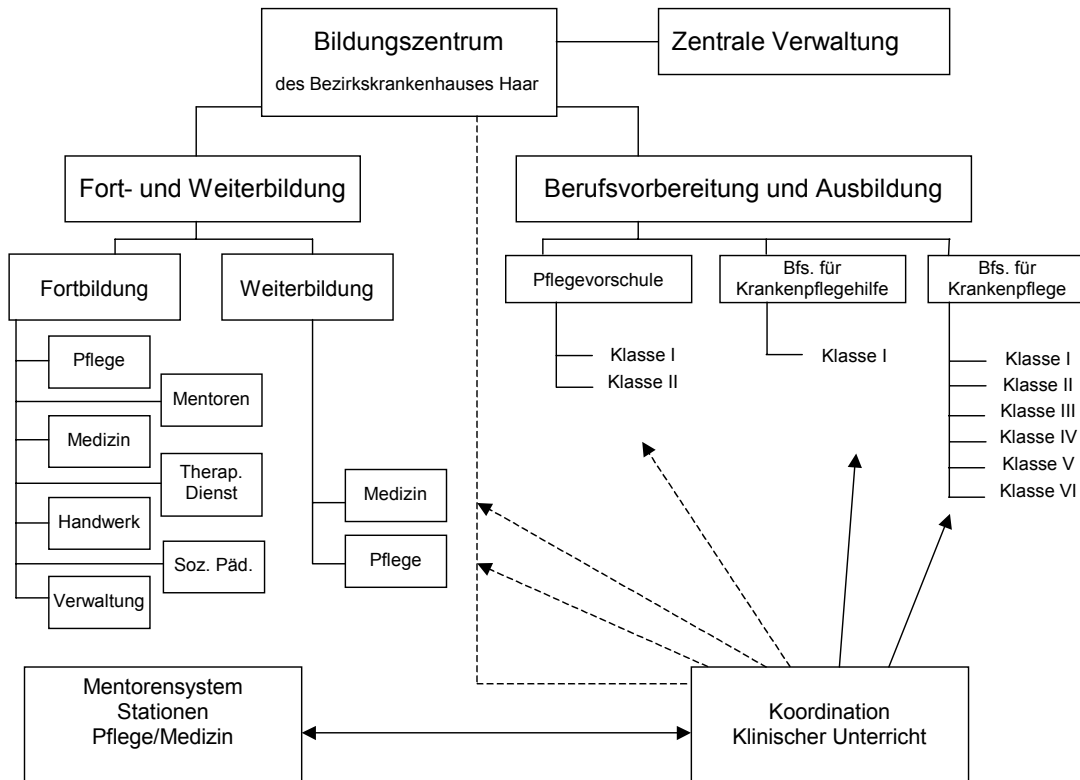 Bildungszentrum
des Bezirkskrankenhauses Haar
Zentrale Verwaltung
Fort- und Weiterbildung
Berufsvorbereitung und Ausbildung
Fortbildung
Weiterbildung
Pflegevorschule
Bfs. für
Krankenpflegehilfe
Bfs. für
Krankenpflege
Pflege
Mentoren
Medizin
Therap.
Dienst
Handwerk
Soz. Päd.
Verwaltung
Medizin
Pflege
Klasse I
Klasse II
Klasse I
Klasse I
Klasse II
Klasse III
Klasse IV
Klasse V
Klasse VI
Mentorensystem
Stationen
Pflege/Medizin
Koordination
Klinischer Unterricht